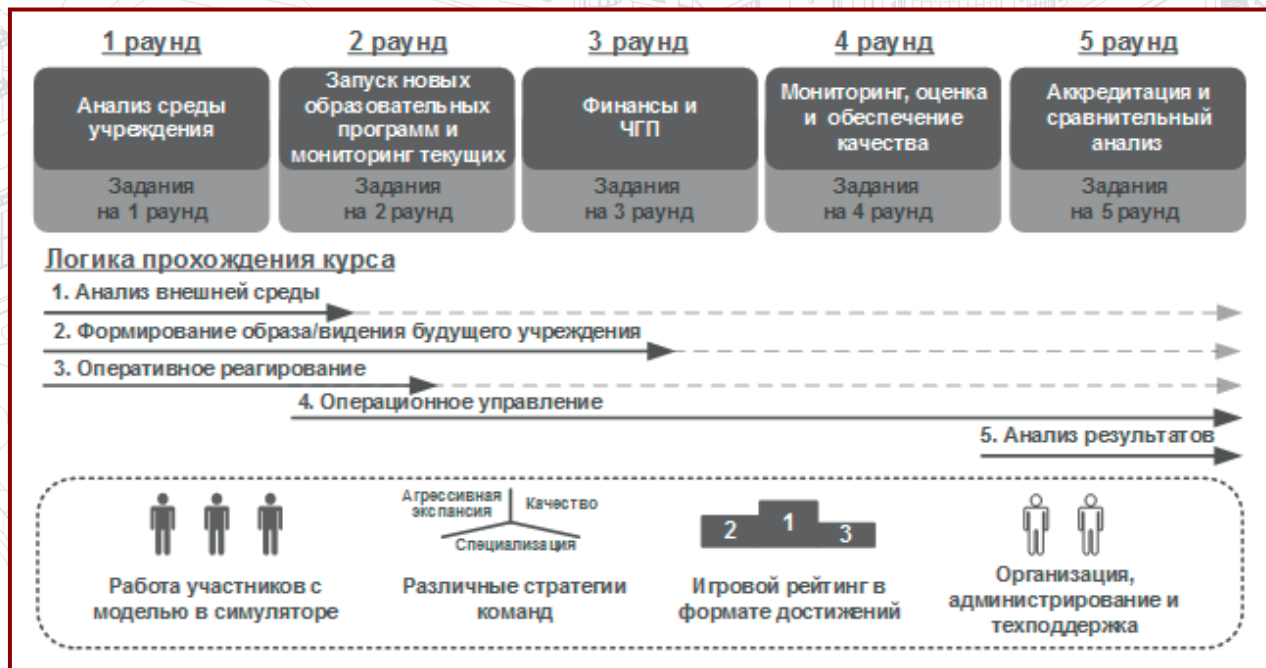 1 раунд
2 раунд
3 раунд
4 раунд
5 раунд
Анализ среды
учреждения
Запуск новых
образовательных
программ и
мониторинг текущих
Финансы и
ЧГП
Мониторинг, оценка
и обеспечение
качества
Аккредитация и
сравнительный
анализ
Задания
на 1 раунд
Задания
на 2 раунд
Задания
на 3 раунд
Задания
на 4 раунд
Задания
на 5 раунд
Логика прохождения курса
1. Анализ внешней среды
2. Формирование образа/видения будущего учреждения
3. Оперативное реагирование
4. Операционное управление
5. Анализ результатов
Работа участников с
моделью в симуляторе
Агрессивная
экспансия
Качество
Специализация
Различные стратегии
команд
2
1
3
Игровой рейтинг в
формате достижений
Организация,
администрирование и
техподдержка